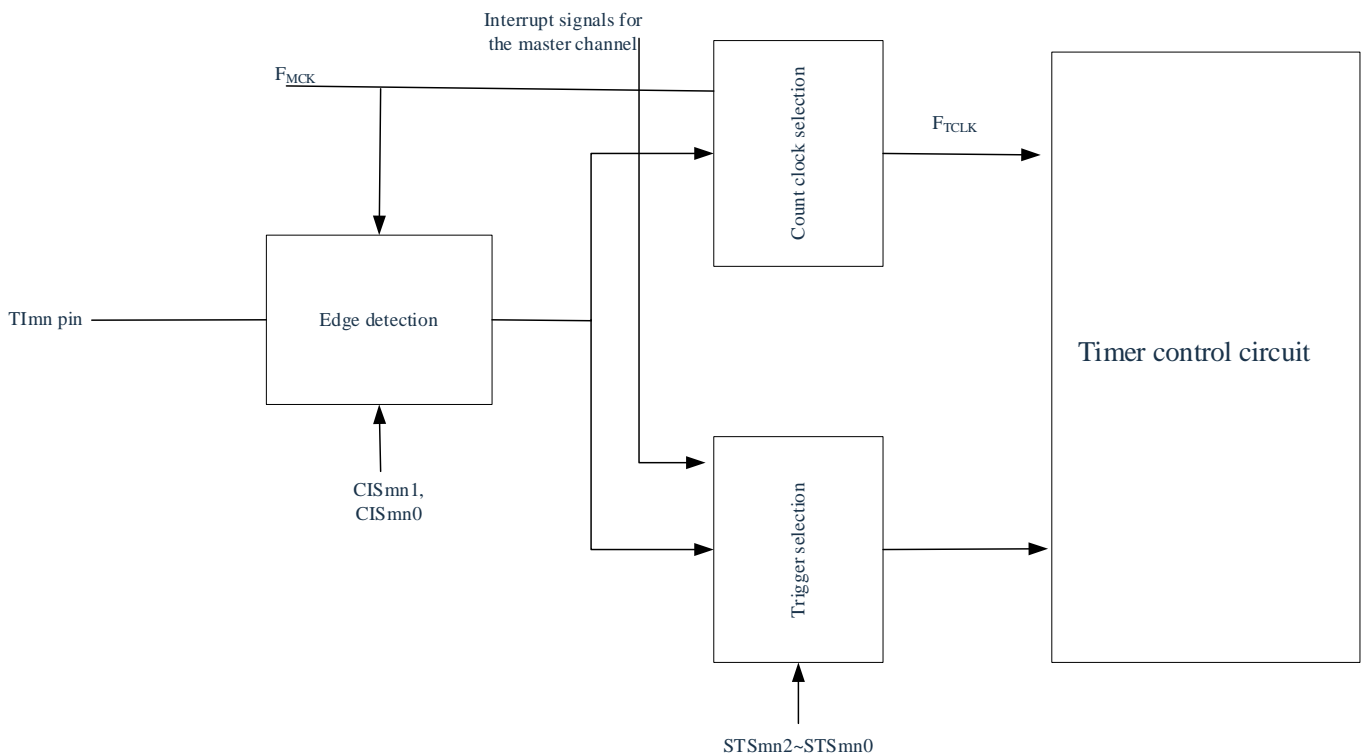 Interrupt signals for
the master channel
FMCK
Count clock selection
FTCLK
TImn pin
Edge detection
Timer control circuit
CISmn1,
CISmn0
Trigger selection
STSmn2~STSmn0